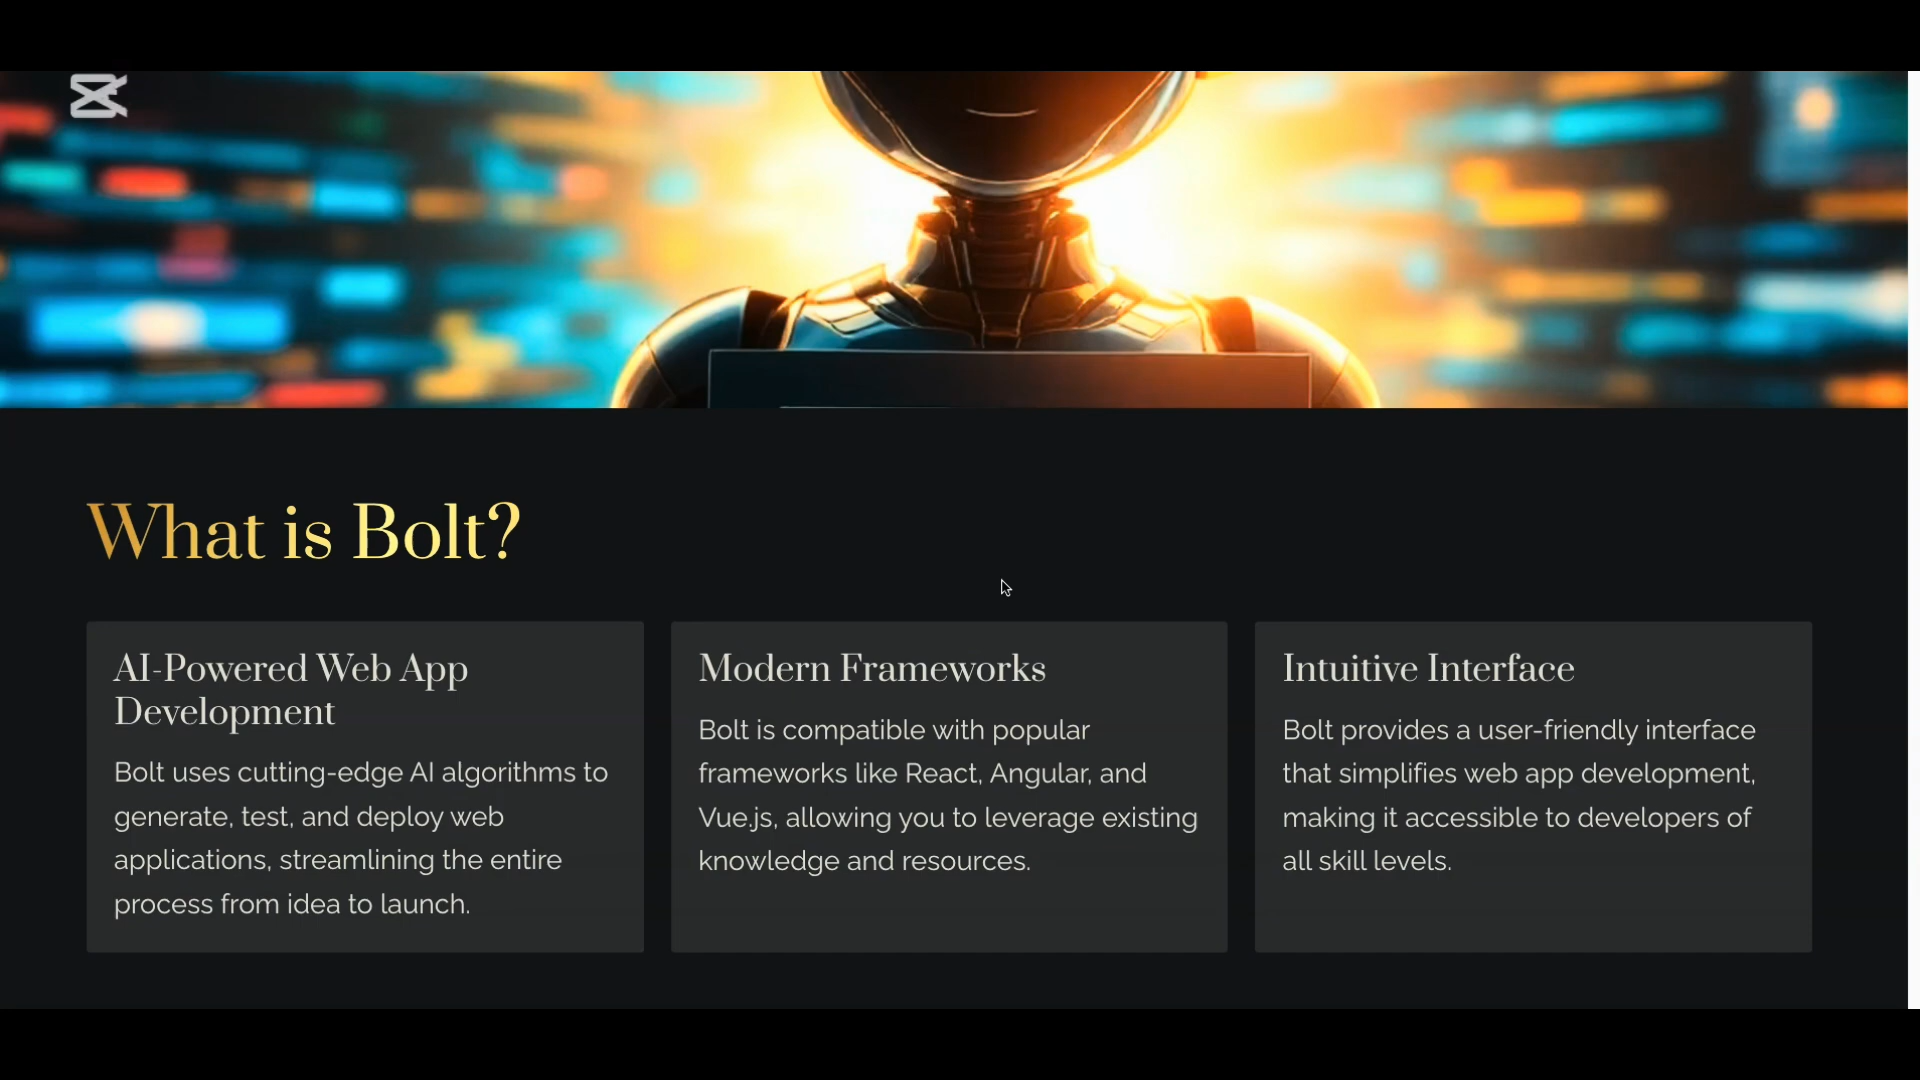 What is Bolt?
AI-Powered Web App
Development
Bolt uses cutting-edge AI algorithms to
generate, test, and deploy web
applications, streamlining the entire
process from idea to launch.
Modern Frameworks
Bolt is compatible with popular
frameworks like React, Angular, and
Vue.js, allowing you to leverage existing
knowledge and resources.
Intuitive Interface
Bolt provides a user-friendly interface
that simplifies web app development,
making it accessible to developers of
all skill levels.